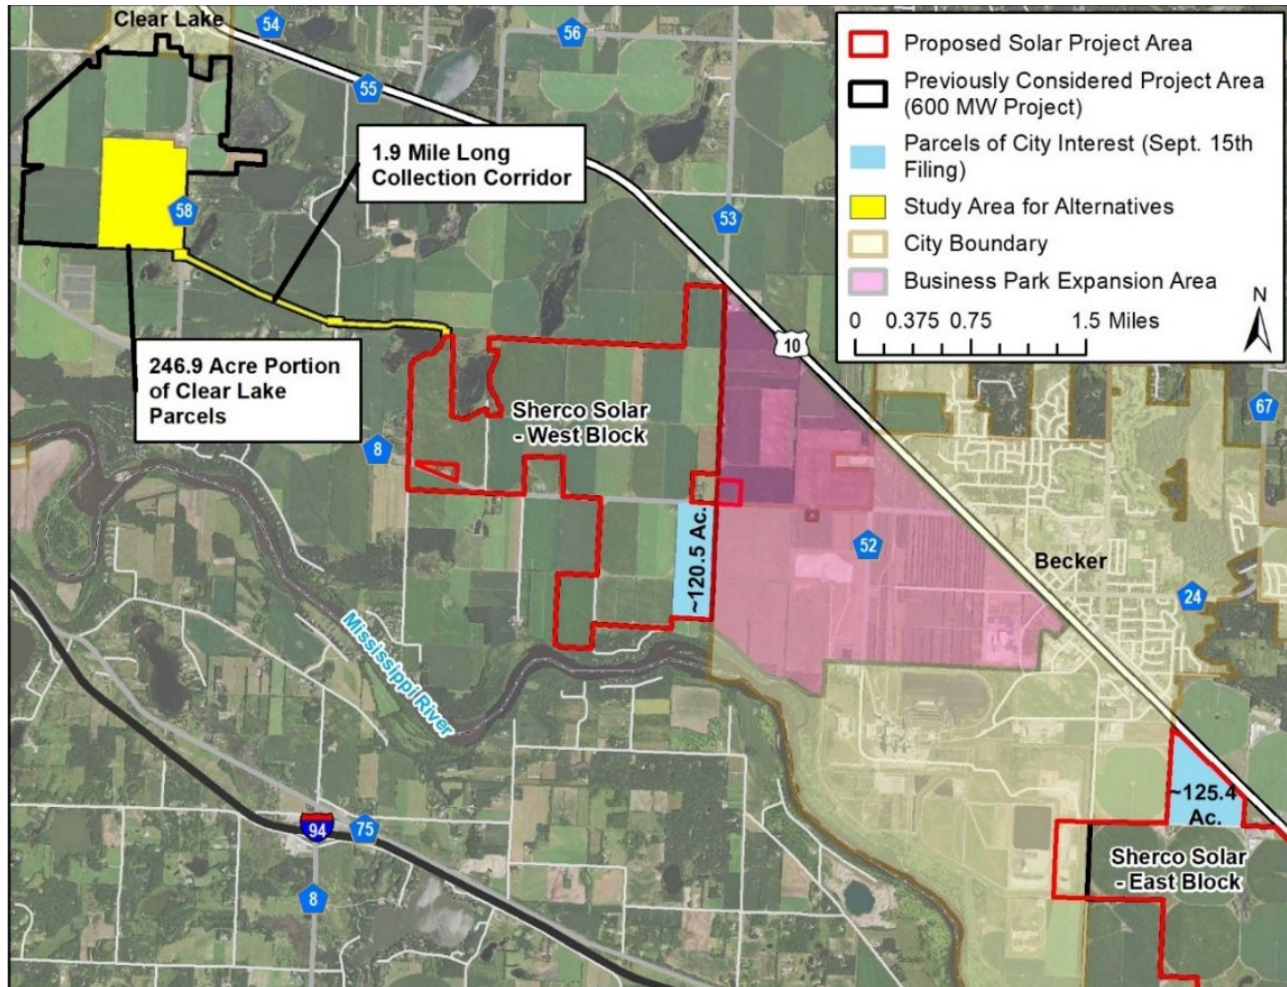 Clear Lake
54
56
55
1.9 Mile Long
Collection Corridor
58
53
246.9 Acre Portion
of Clear Lake
Parcels
10
Sherco Solar
- West Block
8
67
~120.5 Ac.
52
Becker
24
Mississippi River
~125.4
Ac.
94
75
Sherco Solar
- East Block
8
Proposed Solar Project Area
Previously Considered Project Area
(600 MW Project)
Parcels of City Interest (Sept. 15th
Filing)
Study Area for Alternatives
City Boundary
Business Park Expansion Area
N
0 0.375 0.75 1.5 Miles